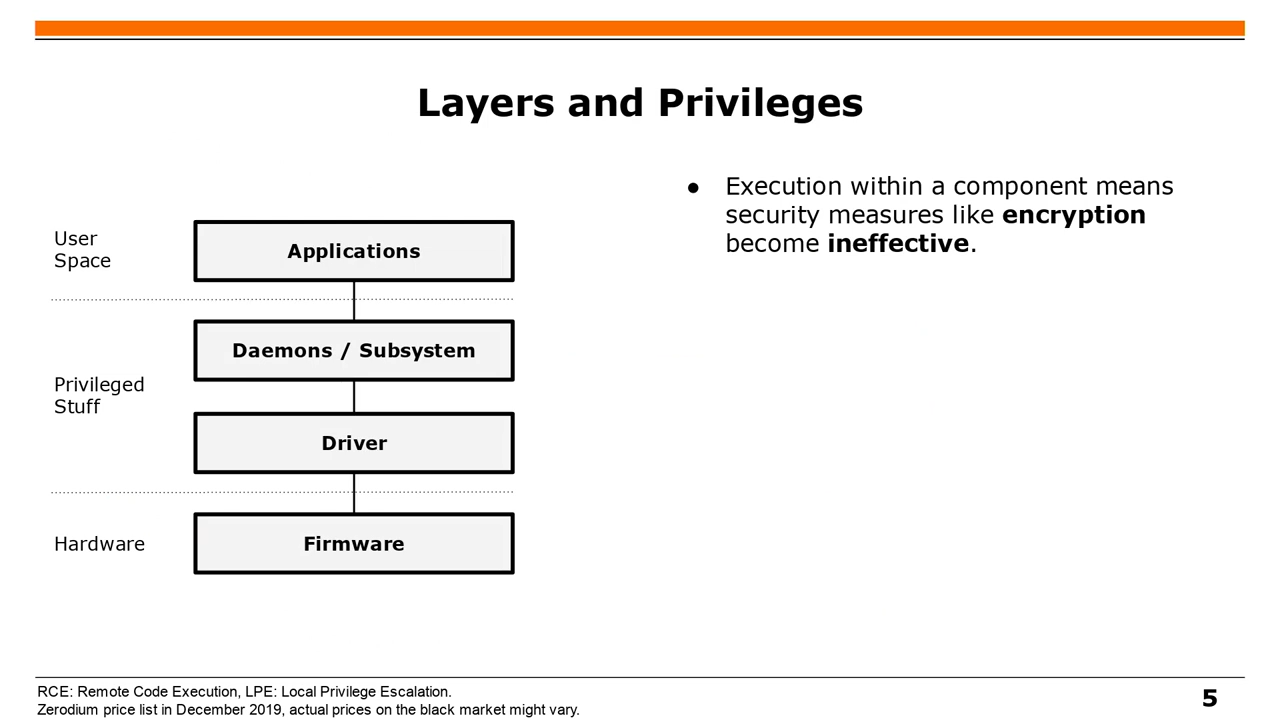 Layers and Privileges
User
Space
Applications
Daemons / Subsystem
Privileged
Stuff
Driver
Hardware
Firmware
● Execution within a component means
security measures like encryption
become ineffective.
RCE: Remote Code Execution, LPE: Local Privilege Escalation.
Zerodium price list in December 2019, actual prices on the black market might vary.
5